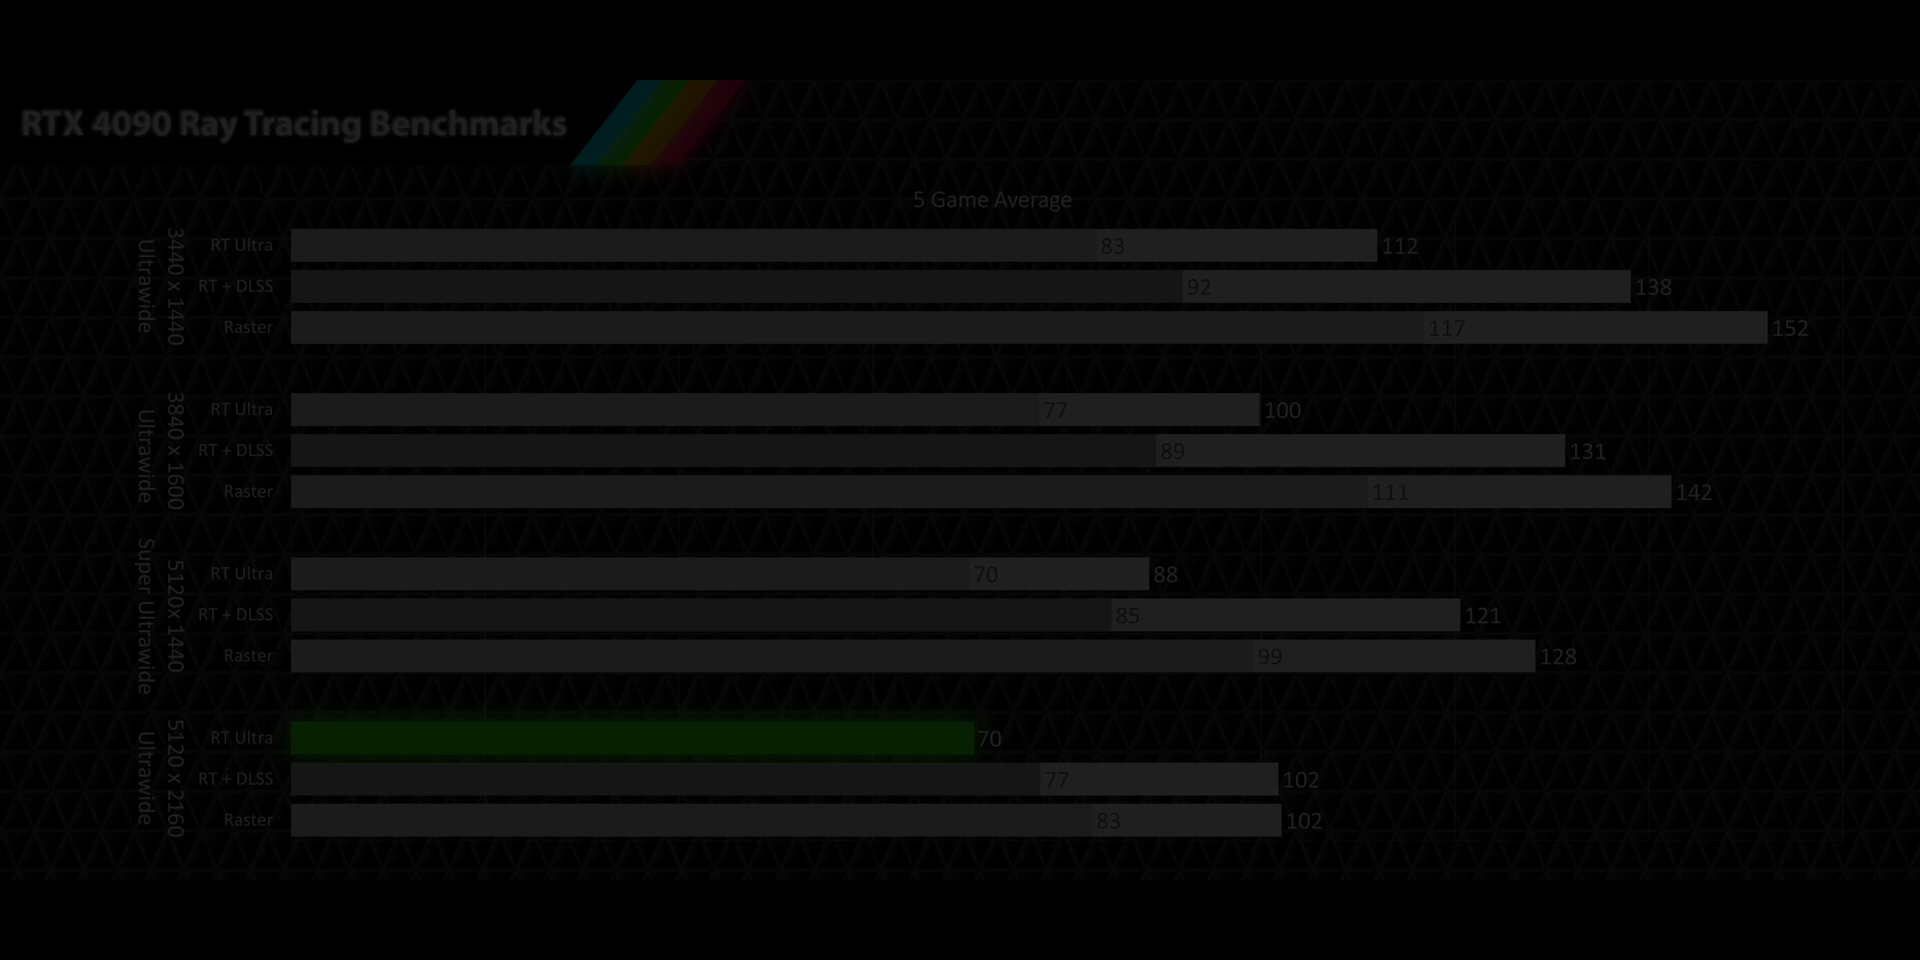 RTX 4090 Ray Tracing Benchmarks
5 Game Average
3440 x 1440
Ultrawide
RT Ultra 83 112
RT + DLSS 92 138
Raster 117 152
3840 x 1600
Ultrawide
RT Ultra 77 100
RT + DLSS 89 131
Raster 111 142
5120x 1440
Super Ultrawide
RT Ultra 70 88
RT + DLSS 85 121
Raster 99 128
5120 x 2160
Ultrawide
RT Ultra 70
RT + DLSS 77 102
Raster 83 102